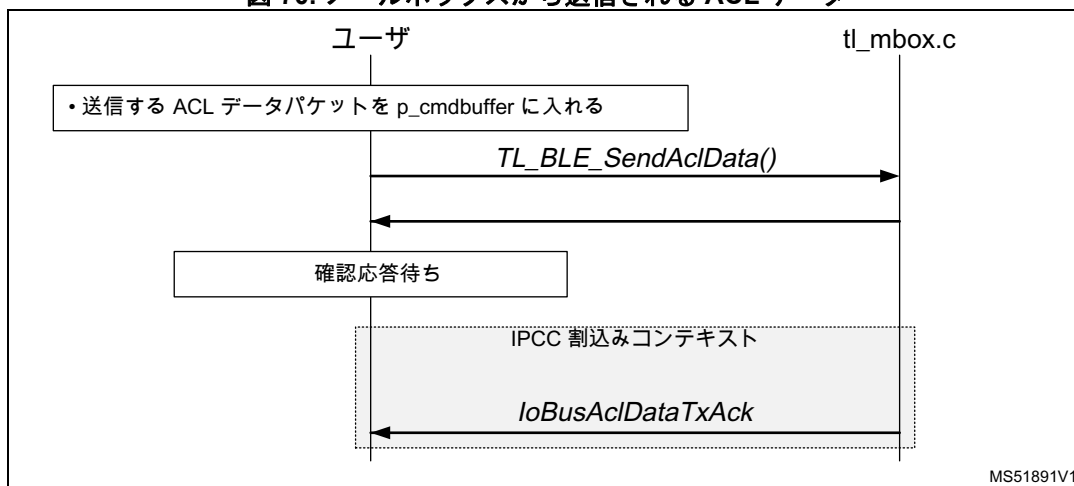 ユーザ
tl_mbox.c
• 送信する ACL データパケットを p_cmdbuffer に入れる
TL_BLE_SendAclData()
確認応答待ち
IPCC 割込みコンテキスト
IoBusAclDataTxAck
MS51891V1